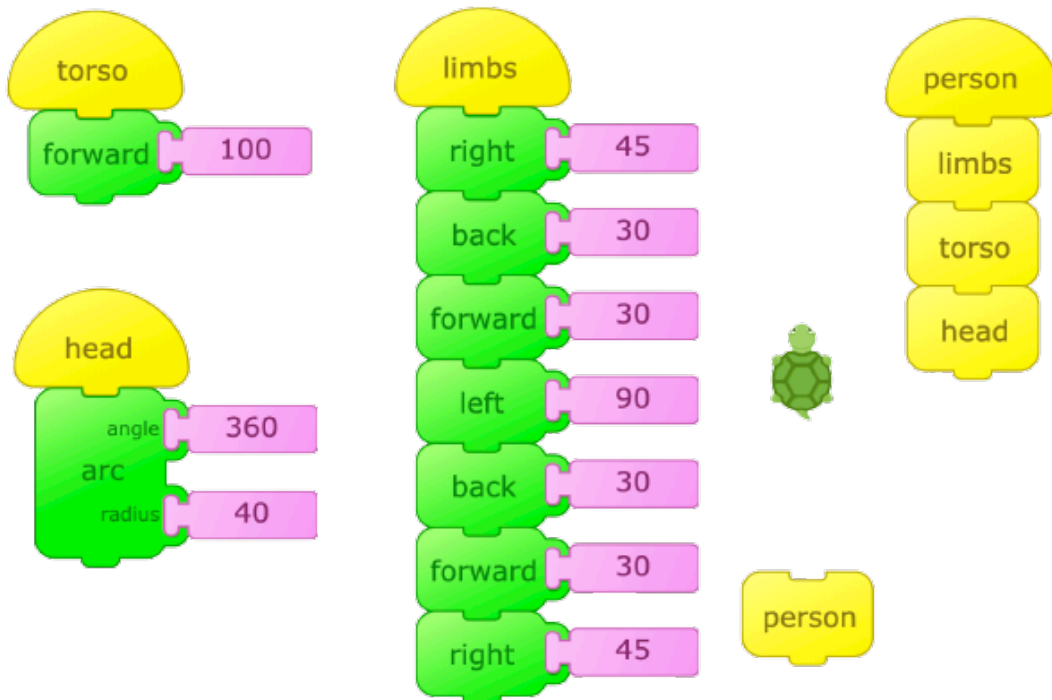 torso
forward 100
head
angle 360
arc
radius 40
limbs
right 45
back 30
forward 30
left 90
back 30
forward 30
right 45
person
limbs
torso
head
person